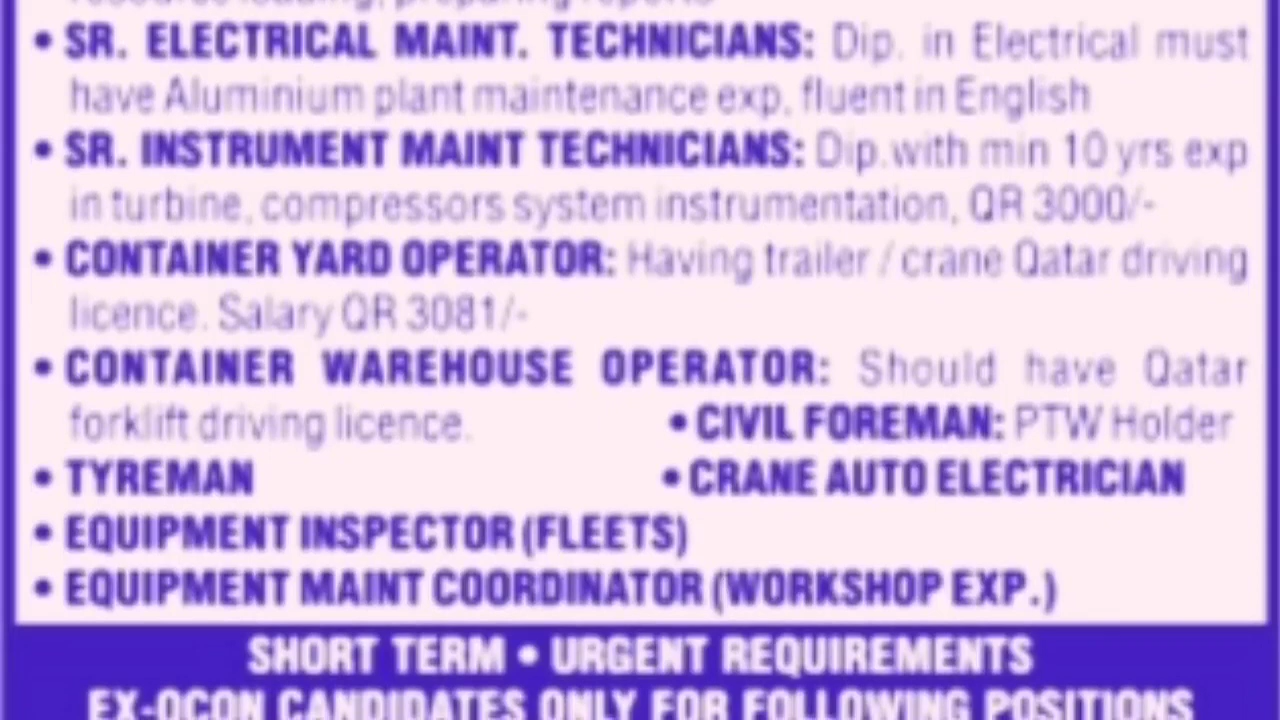 resource loading, preparing reports
• SR. ELECTRICAL MAINT. TECHNICIANS: Dip. in Electrical must
have Aluminium plant maintenance exp, fluent in English
• SR. INSTRUMENT MAINT TECHNICIANS: Dip.with min 10 yrs exp
in turbine, compressors system instrumentation, QR 3000/-
• CONTAINER YARD OPERATOR: Having trailer / crane Qatar driving
licence. Salary QR 3081/-
• CONTAINER WAREHOUSE OPERATOR: Should have Qatar
forklift driving licence. • CIVIL FOREMAN: PTW Holder
• TYREMAN • CRANE AUTO ELECTRICIAN
• EQUIPMENT INSPECTOR (FLEETS)
• EQUIPMENT MAINT COORDINATOR (WORKSHOP EXP.)
SHORT TERM • URGENT REQUIREMENTS
EX-QCON CANDIDATES ONLY FOR FOLLOWING POSITIONS